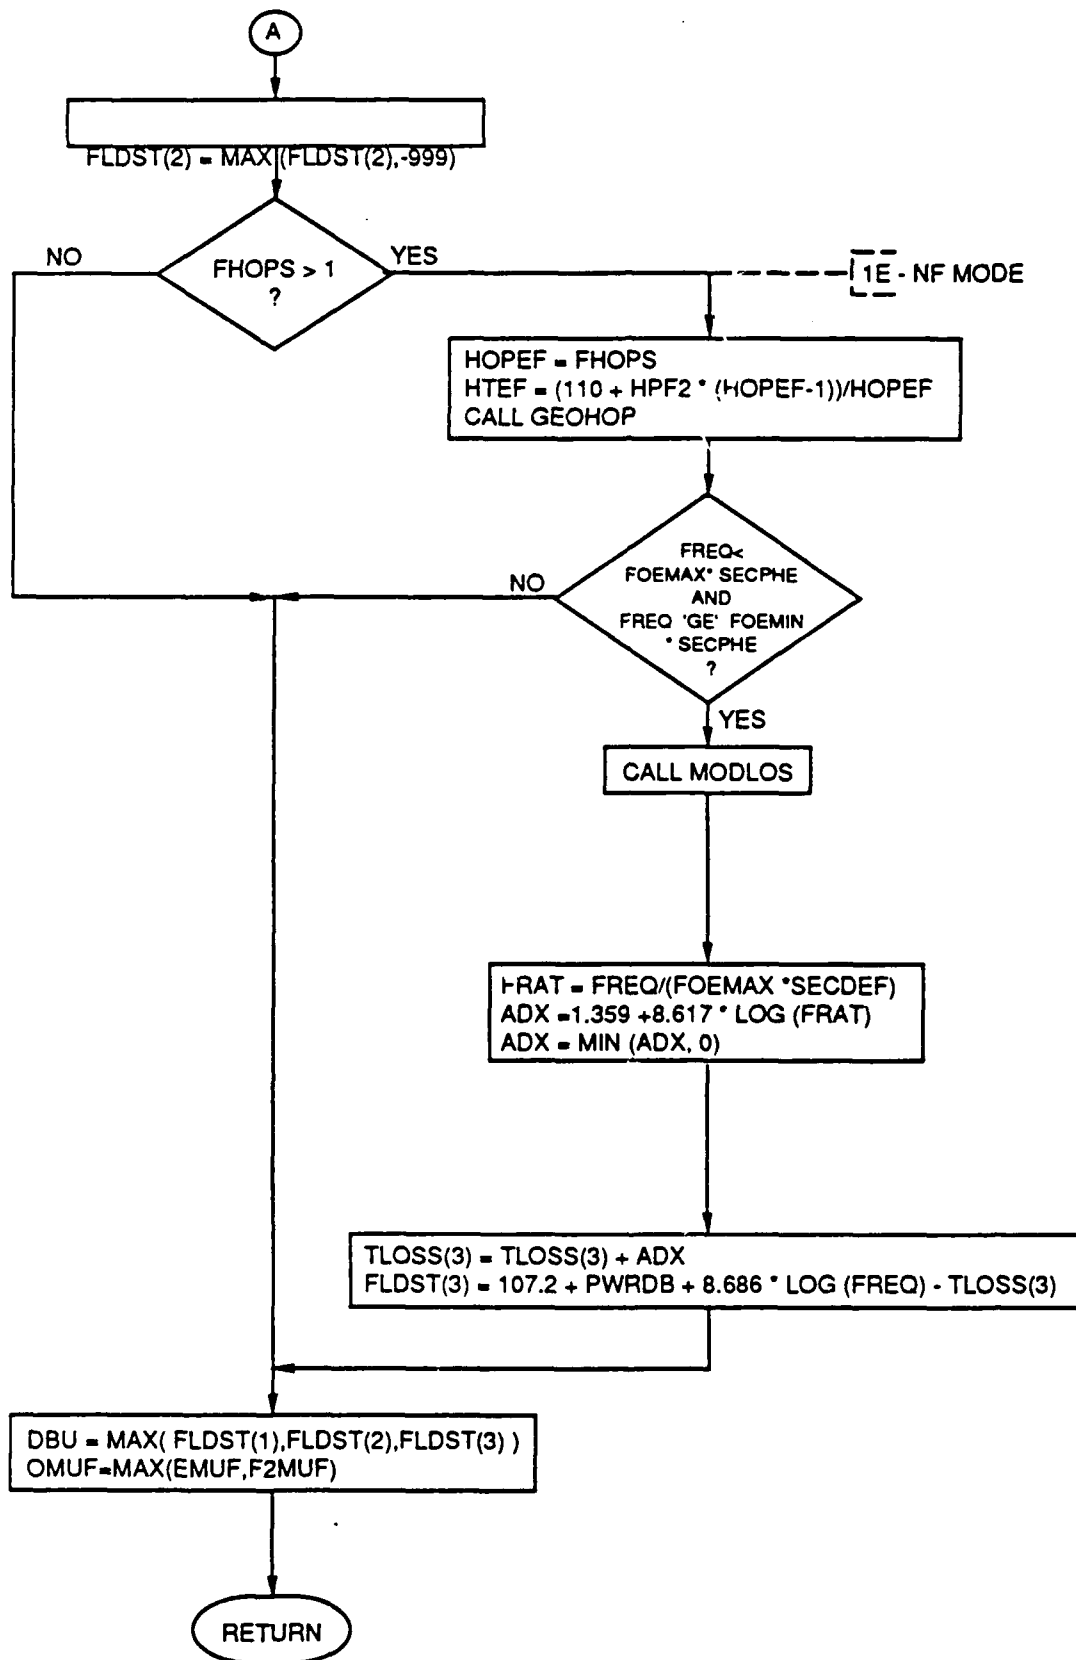 A
FLDST(2) = MAX (FLDST(2),-999)
NO
FHOPS > 1
?
YES
1E - NF MODE
HOPEF = FHOPS
HTEF = (110 + HPF2 * (HOPEF-1))/HOPEF
CALL GEOHOP
FREQ<
FOEMAX* SECPHE
AND
FREQ 'GE' FOEMIN
* SECPHE
?
NO
YES
CALL MODLOS
FRAT = FREQ/(FOEMAX *SECDEF)
ADX =1.359 +8.617 * LOG (FRAT)
ADX = MIN (ADX, 0)
TLOSS(3) = TLOSS(3) + ADX
FLDST(3) = 107.2 + PWRDB + 8.686 * LOG (FREQ) - TLOSS(3)
DBU = MAX( FLDST(1),FLDST(2),FLDST(3) )
OMUF=MAX(EMUF,F2MUF)
RETURN